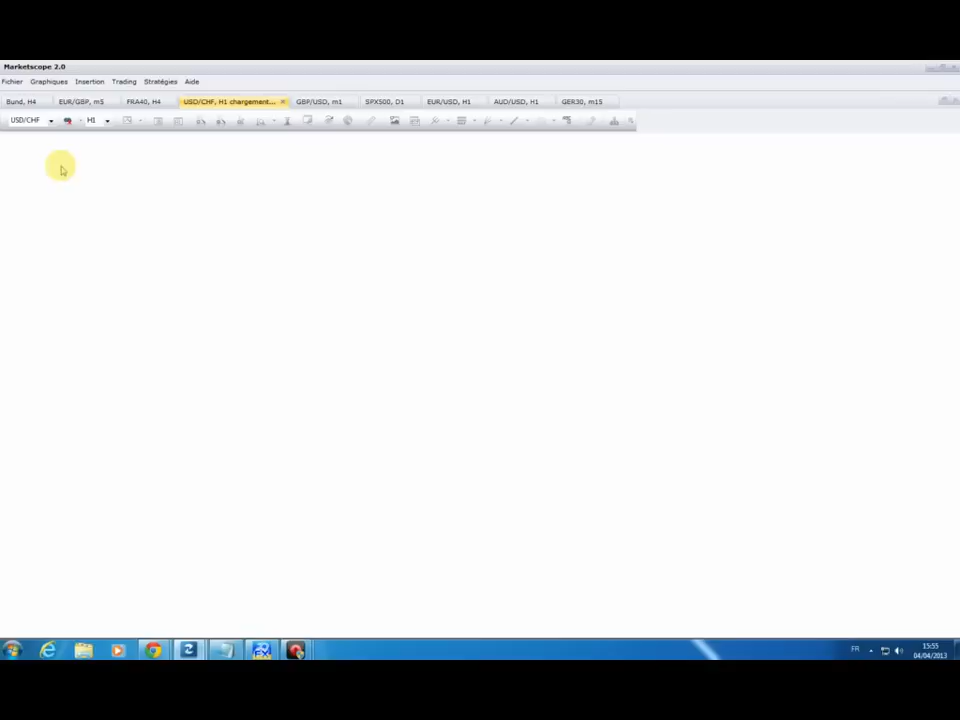 Marketscope 2.0
Fichier Graphiques Insertion Trading Stratégies Aide
Bund, H4 EUR/GBP, m5 FRA40, H4 USD/CHF, H1 chargement... GBP/USD, m1 SPX500, D1 EUR/USD, H1 AUD/USD, H1 GER30, m15
USD/CHF H1
FR 15:55
04/04/2013